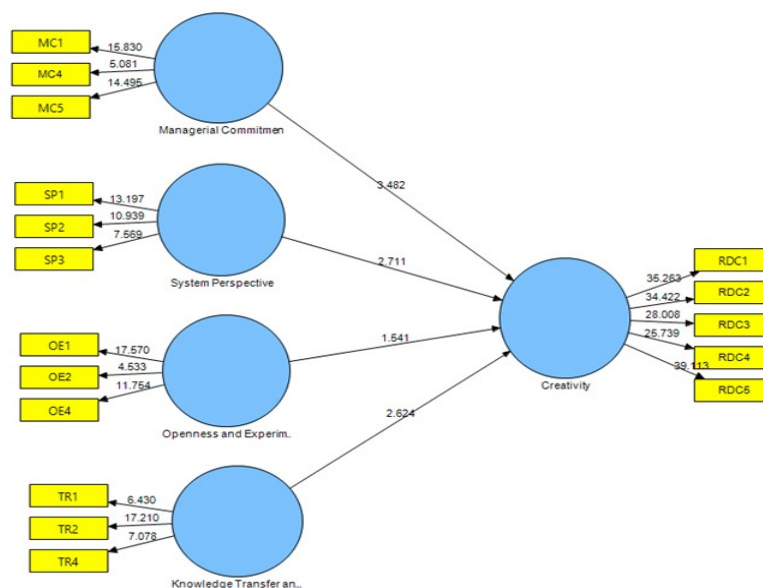 MC1
15.830
MC4
5.081
MC5
14.495
Managerial Commitmen
3.482
SP1
13.197
SP2
10.939
SP3
7.569
System Perspective
2.711
OE1
17.570
OE2
4.533
OE4
11.754
Openness and Experim..
1.541
TR1
6.430
TR2
17.210
TR4
7.078
Knowledge Transfer an..
2.624
Creativity
35.263
RDC1
34.422
RDC2
28.008
RDC3
25.739
RDC4
39.113
RDC5